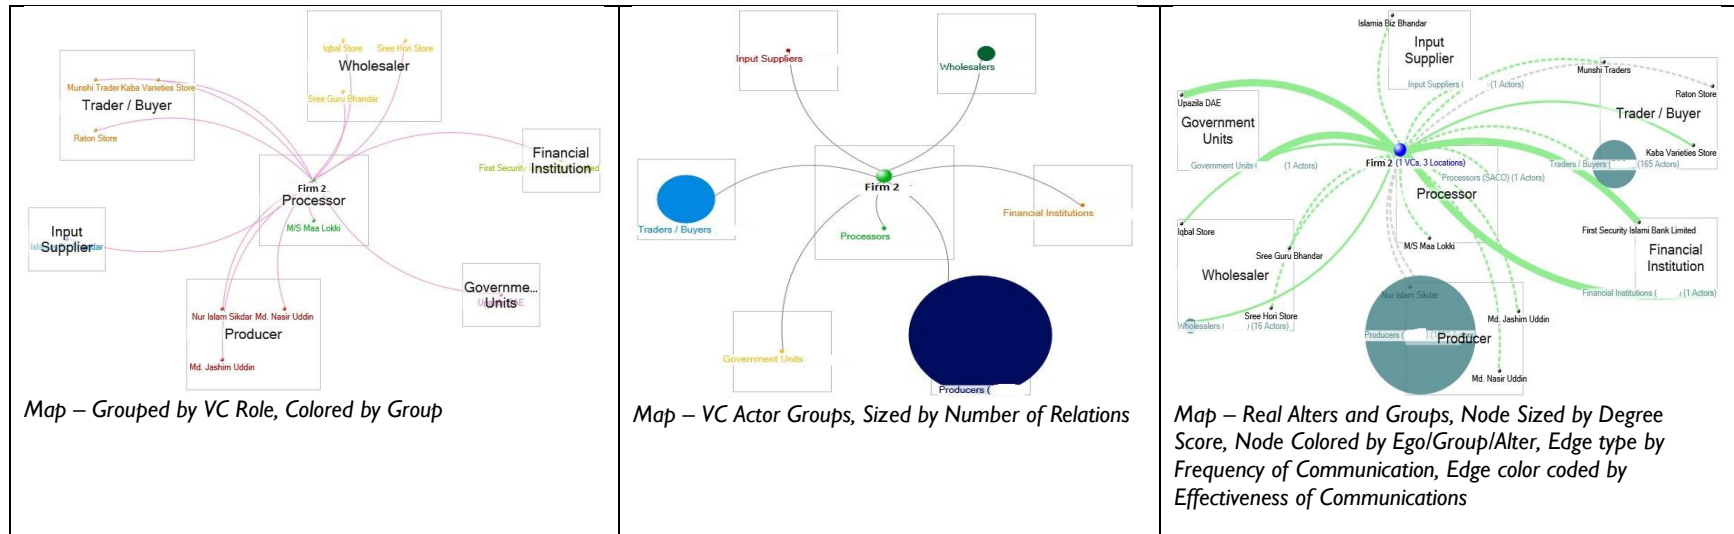 Iqbal Store Sree Hori Store
Wholesaler
Munshi Trader Kaba Varieties Store
Trader / Buyer
Sree Guru Bhandar
Raton Store
Financial
Institution
First Security
Firm 2
Processor
M/S Maa Lokki
Input
Supplier
Governme...
Units
Nur Islam Sikdar Md. Nasir Uddin
Producer
Md. Jashim Uddin
Map – Grouped by VC Role, Colored by Group
Input Suppliers
Wholesalers
Firm 2
Traders / Buyers
Financial Institutions
Processors
Government Units
Producers (
Map – VC Actor Groups, Sized by Number of Relations
Islamia Biz Bhandar
Input
Supplier
Munshi Traders
Input Suppliers ( (1 Actors)
Raton Store
Upazila DAE
Government
Units
Trader / Buyer
Kaba Varieties Store
Government Units ( (1 Actors)
Firm 2 (1 VCs, 3 Locations)
Traders / Buyers ( (165 Actors)
Processors (SACO) (1 Actors)
Processor
Iqbal Store
First Security Islami Bank Limited
M/S Maa Lokki
Sree Guru Bhandar
Financial
Institution
Wholesaler
Nur Islam Sikdar
Financial Institutions ( (1 Actors)
Sree Hori Store
Md. Jashim Uddin
Wholesalers ( (16 Actors)
Producers (
Producer
Md. Nasir Uddin
Map – Real Alters and Groups, Node Sized by Degree
Score, Node Colored by Ego/Group/Alter, Edge type by
Frequency of Communication, Edge color coded by
Effectiveness of Communications